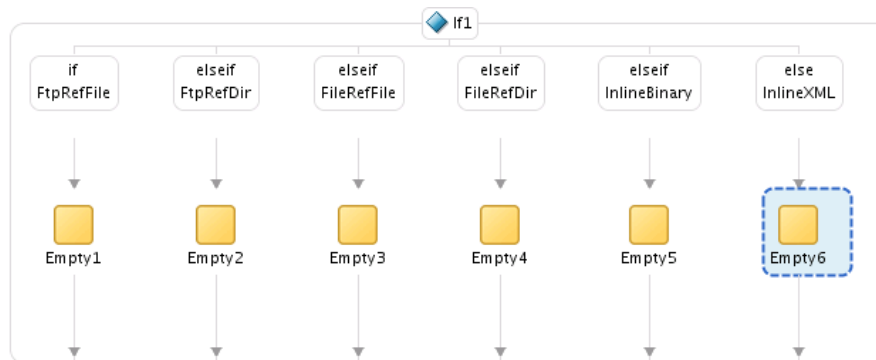 If1
if elseif elseif elseif elseif else
FtpRefFile FtpRefDir FileRefFile FileRefDir InlineBinary InlineXML
Empty1 Empty2 Empty3 Empty4 Empty5 Empty6